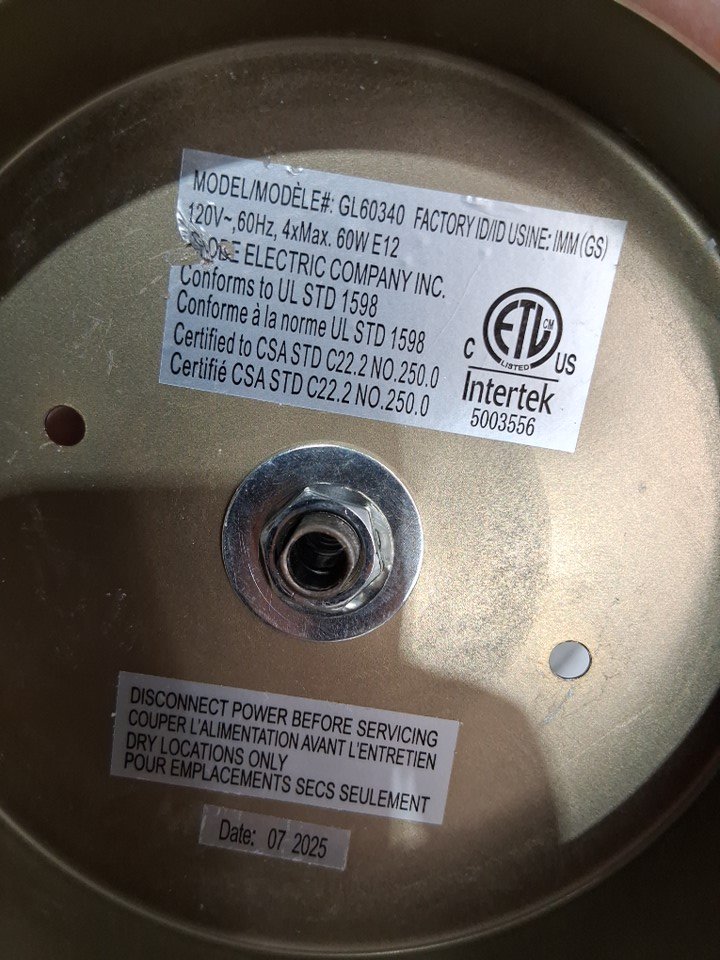 MODEL/MODÈLE#: GL60340 FACTORY ID/ID USINE: IMM (GS)
120V~,60Hz, 4xMax. 60W E12
ELECTRIC COMPANY INC.
Conforms to UL STD 1598
Conforme à la norme UL STD 1598
Certified to CSA STD C22.2 NO.250.0
Certifié CSA STD C22.2 NO.250.0
ETL CM
LISTED
C US
Intertek
5003556
DISCONNECT POWER BEFORE SERVICING
COUPER L'ALIMENTATION AVANT L'ENTRETIEN
DRY LOCATIONS ONLY
POUR EMPLACEMENTS SECS SEULEMENT
Date: 07 2025